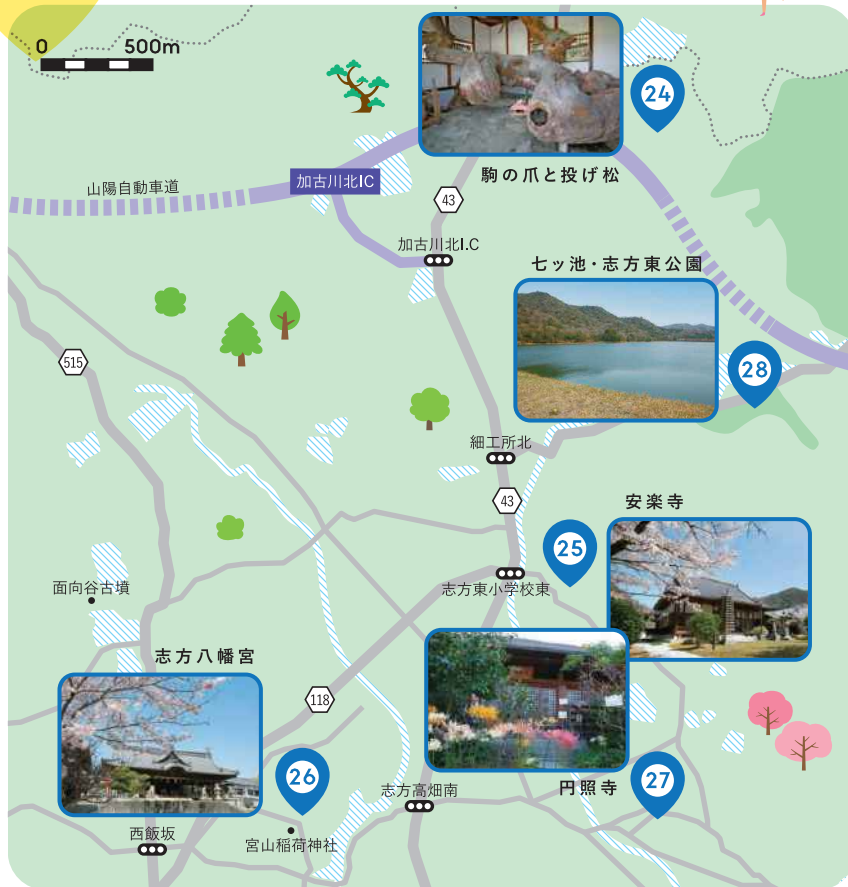 0 500m
24
駒の爪と投げ松
山陽自動車道
加古川北IC
43
加古川北I.C
七ッ池・志方東公園
515
28
細工所北
43
安楽寺
25
面向谷古墳
志方東小学校東
志方八幡宮
118
26
志方高畑南
円照寺
27
西飯坂
宮山稲荷神社